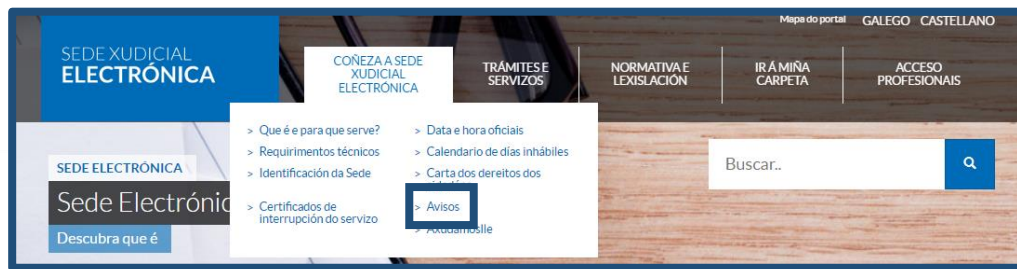 Mapa do portal GALEGO CASTELLANO
SEDE XUDICIAL
ELECTRÓNICA
COÑEZA A SEDE
XUDICIAL
ELECTRÓNICA
TRÁMITES E
SERVIZOS
NORMATIVA E
LEXISLACIÓN
IR Á MIÑA
CARPETA
ACCESO
PROFESIONAIS
> Que é e para que serve?
> Requirimentos técnicos
> Identificación da Sede
> Certificados de
interrupción do servizo
> Data e hora oficiais
> Calendario de días inhábiles
> Carta dos dereitos dos
> Avisos
> Axudámoslle
SEDE ELECTRÓNICA
Sede Electrónic
Descubra que é
Buscar..